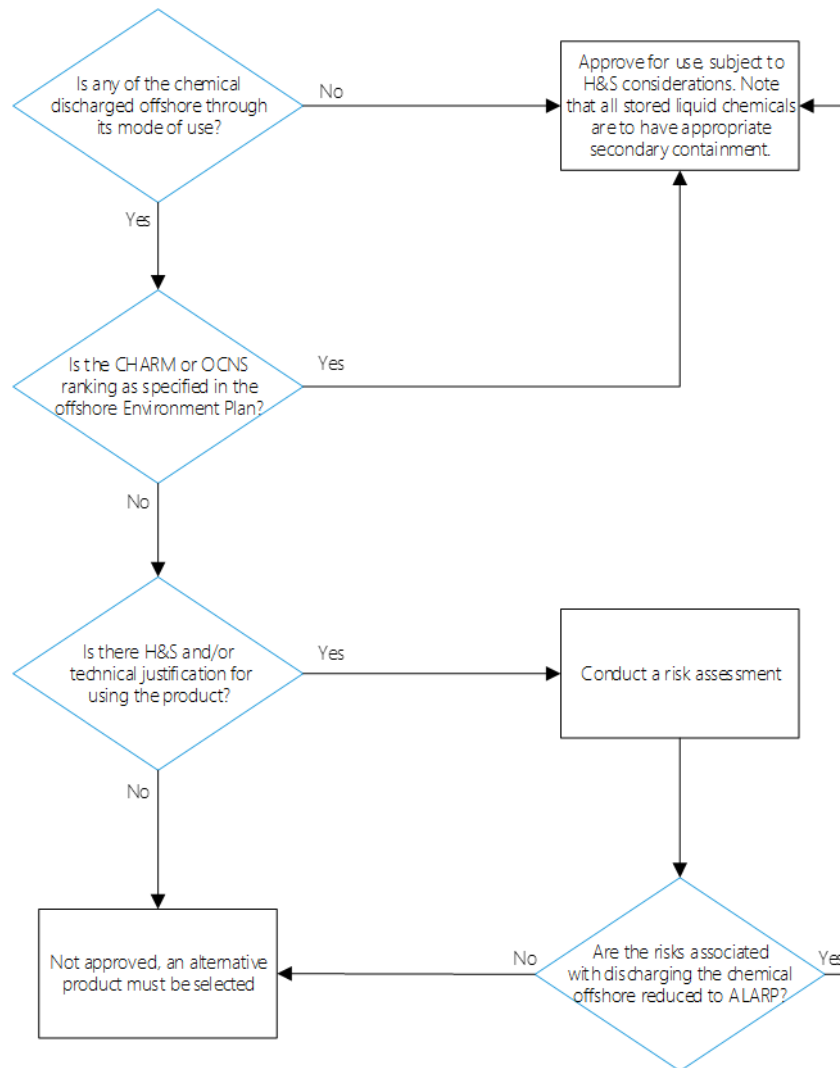 Is any of the chemical
discharged offshore through
its mode of use?
No
Approve for use, subject to
H&S considerations. Note
that all stored liquid chemicals
are to have appropriate
secondary containment.
Yes
Is the CHARM or OCNS
ranking as specified in the
offshore Environment Plan?
Yes
No
Is there H&S and/or
technical justification for
using the product?
Yes
Conduct a risk assessment
No
Not approved, an alternative
product must be selected
No
Are the risks associated
with discharging the chemical
offshore reduced to ALARP?
Yes